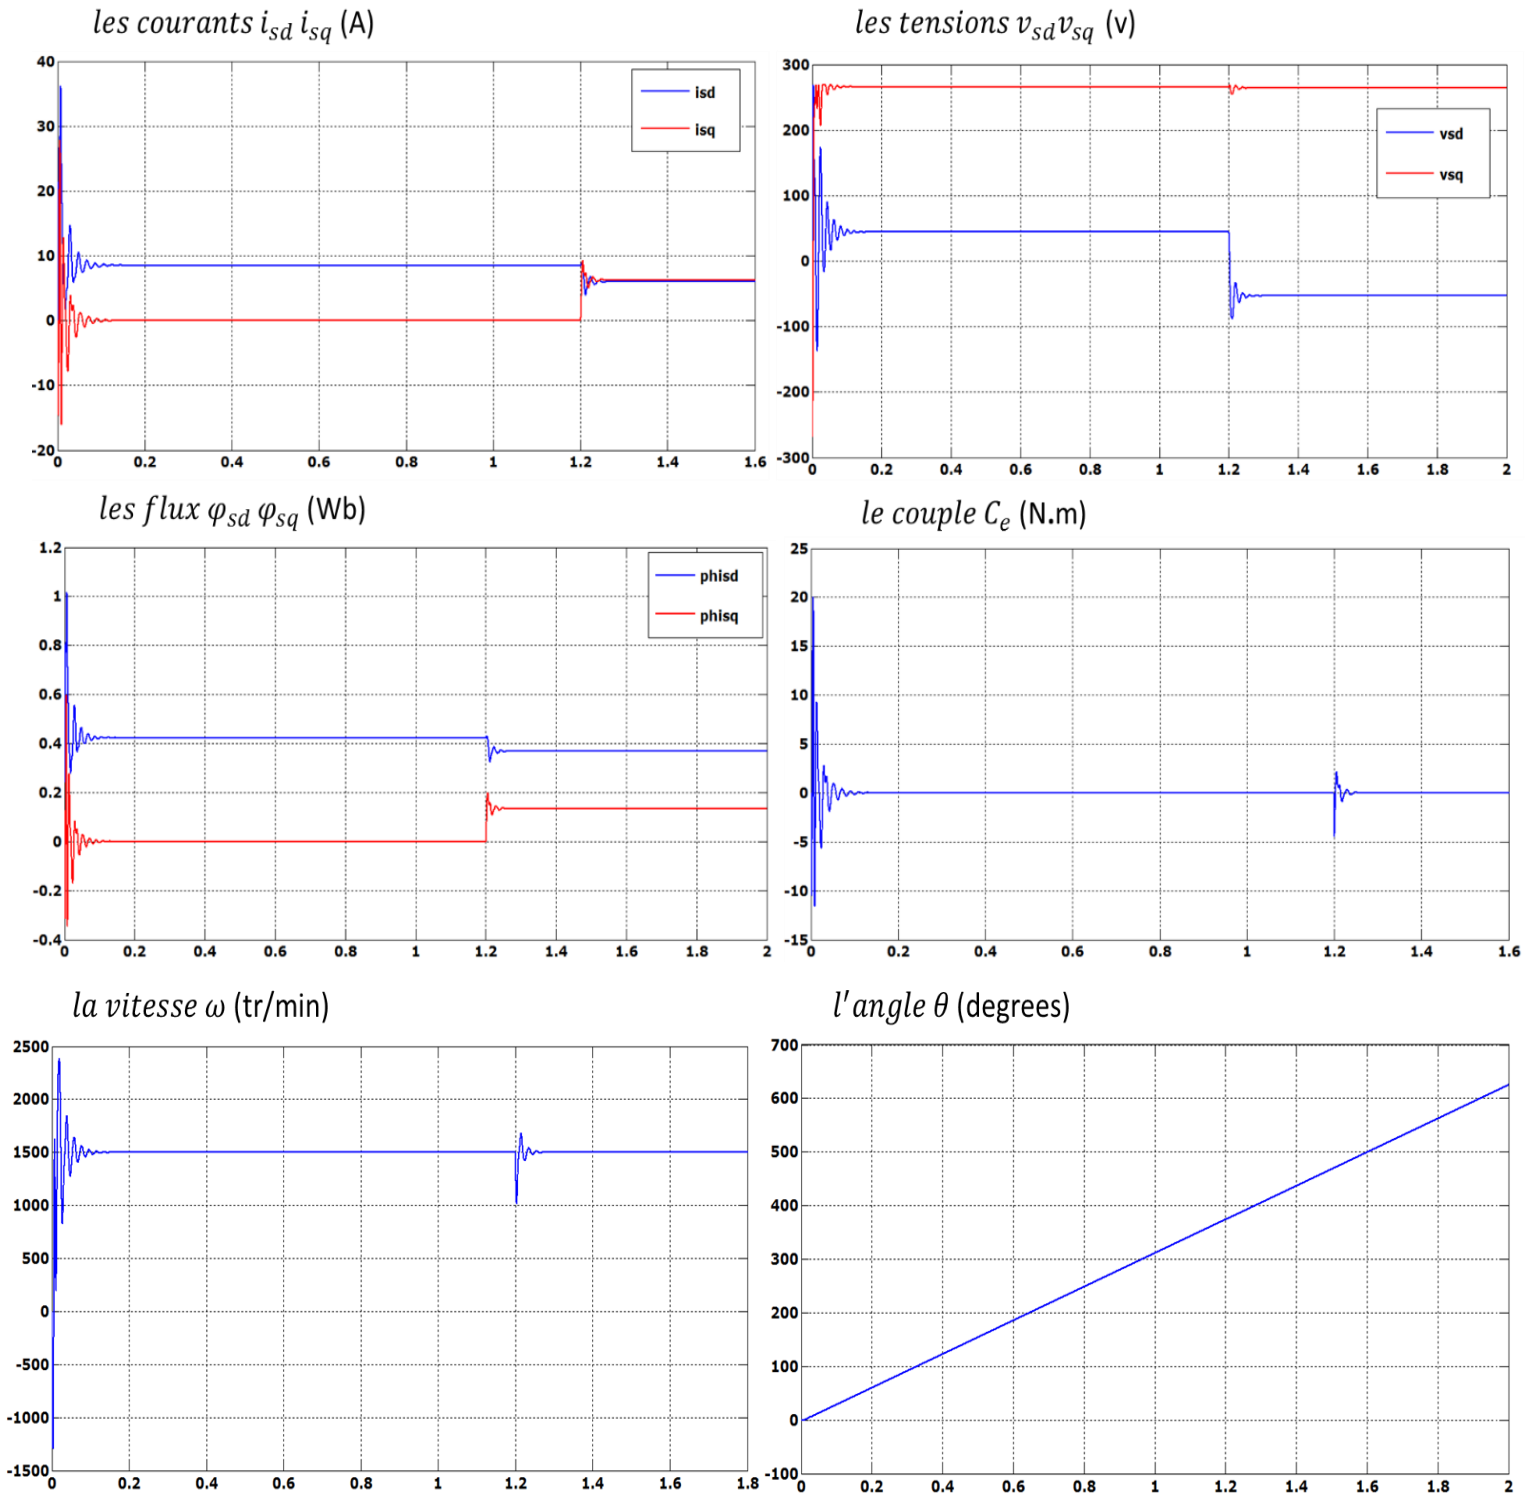 les courants isd isq (A)
les tensions vsdvsq (v)
40
30
20
10
0
-10
-20
0 0.2 0.4 0.6 0.8 1 1.2 1.4 1.6
isd
isq
300
200
100
0
-100
-200
-300
0 0.2 0.4 0.6 0.8 1 1.2 1.4 1.6 1.8 2
vsd
vsq
les flux φsd φsq (Wb)
le couple Ce (N.m)
1.2
1
0.8
0.6
0.4
0.2
0
-0.2
-0.4
0 0.2 0.4 0.6 0.8 1 1.2 1.4 1.6 1.8 2
phisd
phisq
25
20
15
10
5
0
-5
-10
-15
0 0.2 0.4 0.6 0.8 1 1.2 1.4 1.6
la vitesse ω (tr/min)
l'angle θ (degrees)
2500
2000
1500
1000
500
0
-500
-1000
-1500
0 0.2 0.4 0.6 0.8 1 1.2 1.4 1.6 1.8
700
600
500
400
300
200
100
0
-100
0 0.2 0.4 0.6 0.8 1 1.2 1.4 1.6 1.8 2